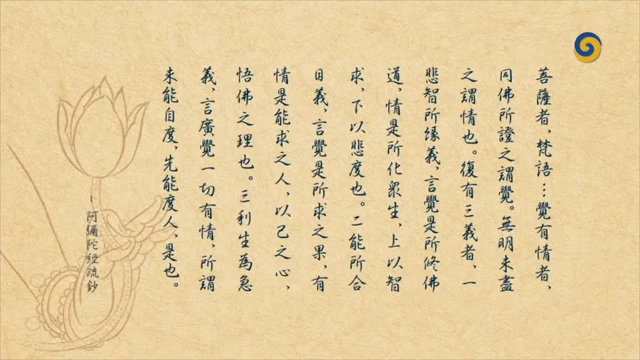 菩薩者，梵語…覺有情者，
同佛所證之謂覺。無明未盡
之謂情也。復有三義者，一
悲智所緣義，言覺是所修佛
道，情是所化眾生，上以智
求，下以悲度也。二能所合
目義，言覺是所求之果，有
情是能求之人，以己之心，
悟佛之理也。三利生為急
義，言廣覺一切有情，所謂
未能自度，先能度人，是也。
—阿彌陀經疏鈔